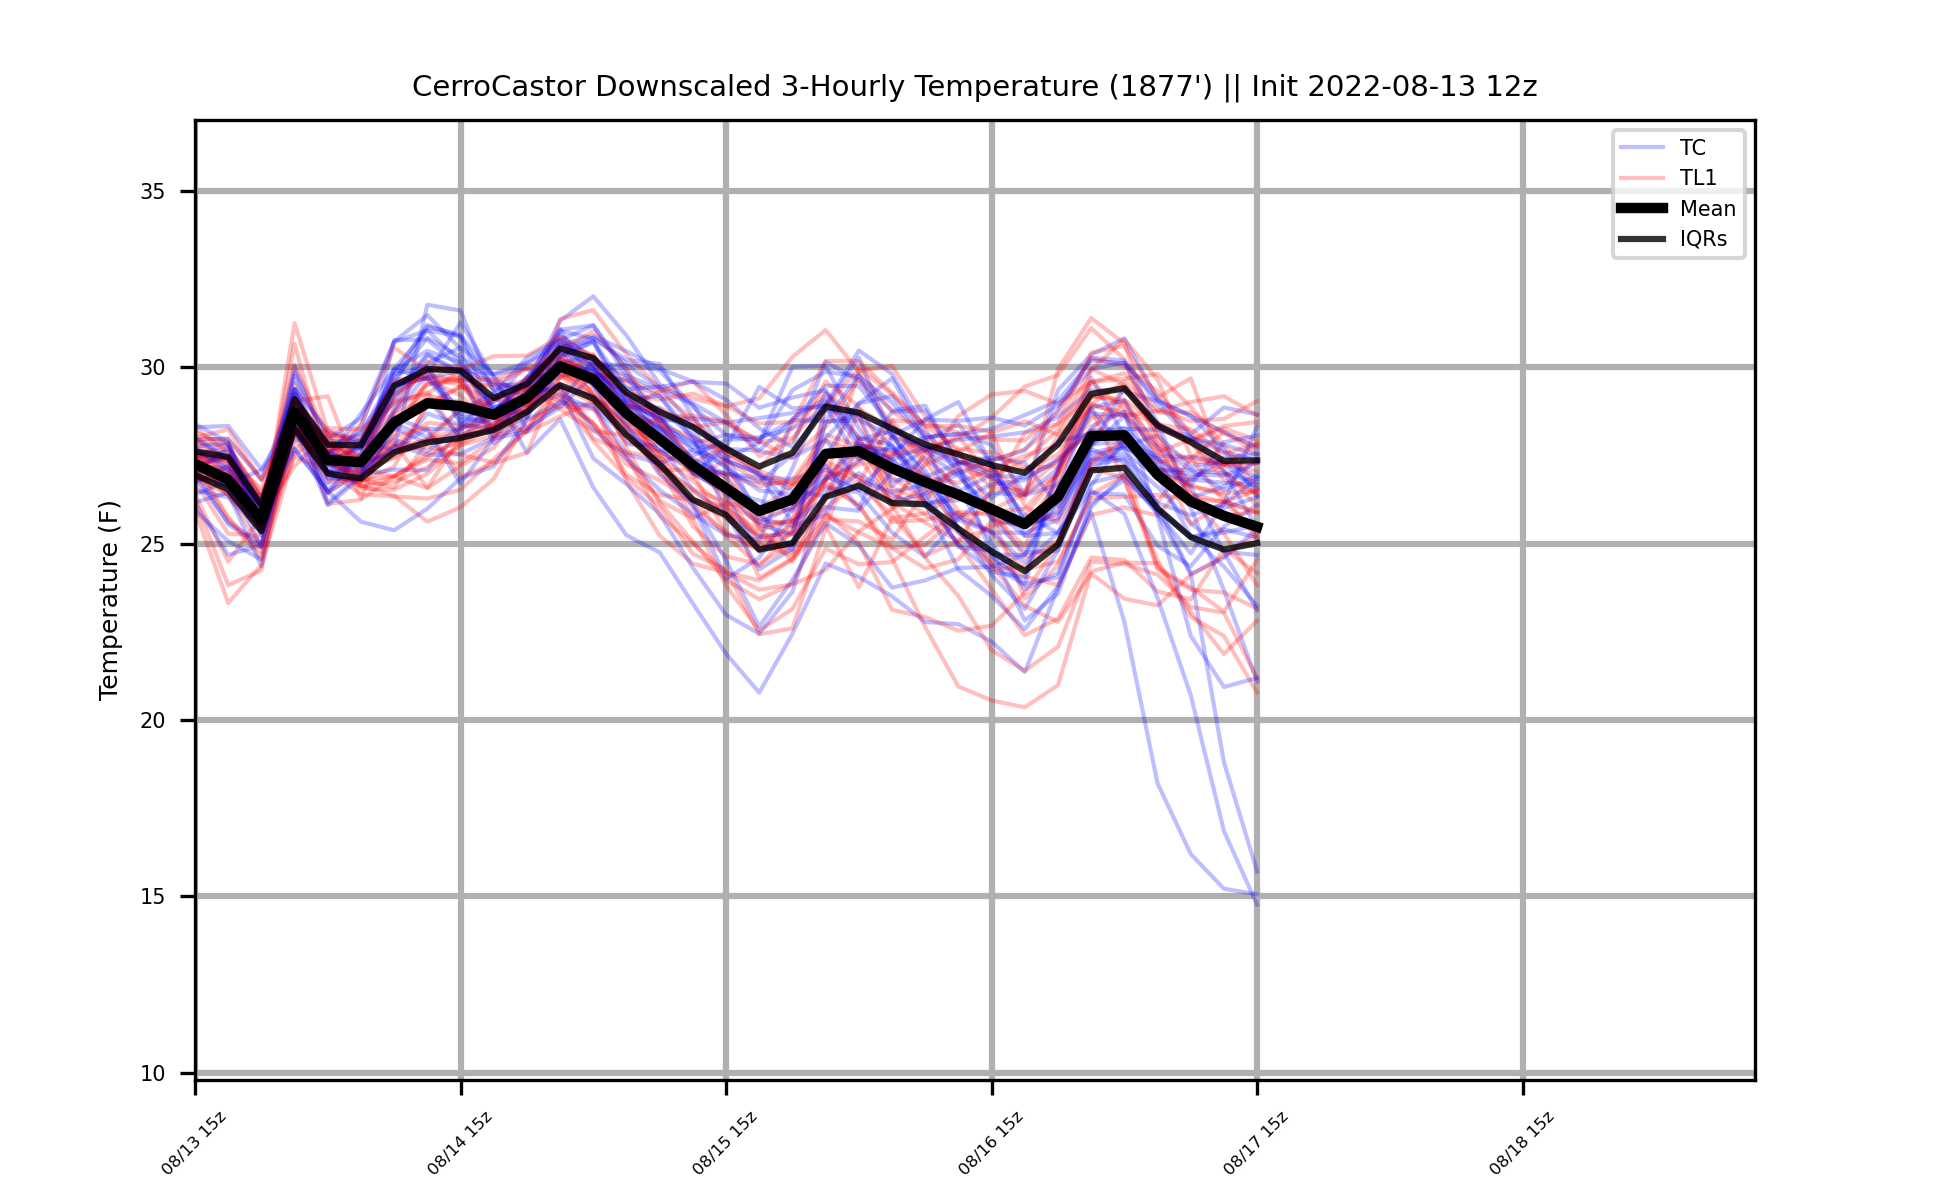 CerroCastor Downscaled 3-Hourly Temperature (1877') || Init 2022-08-13 12z
TC
TL1
Mean
IQRs
Temperature (F)
35
30
25
20
15
10
08/13 15z
08/14 15z
08/15 15z
08/16 15z
08/17 15z
08/18 15z